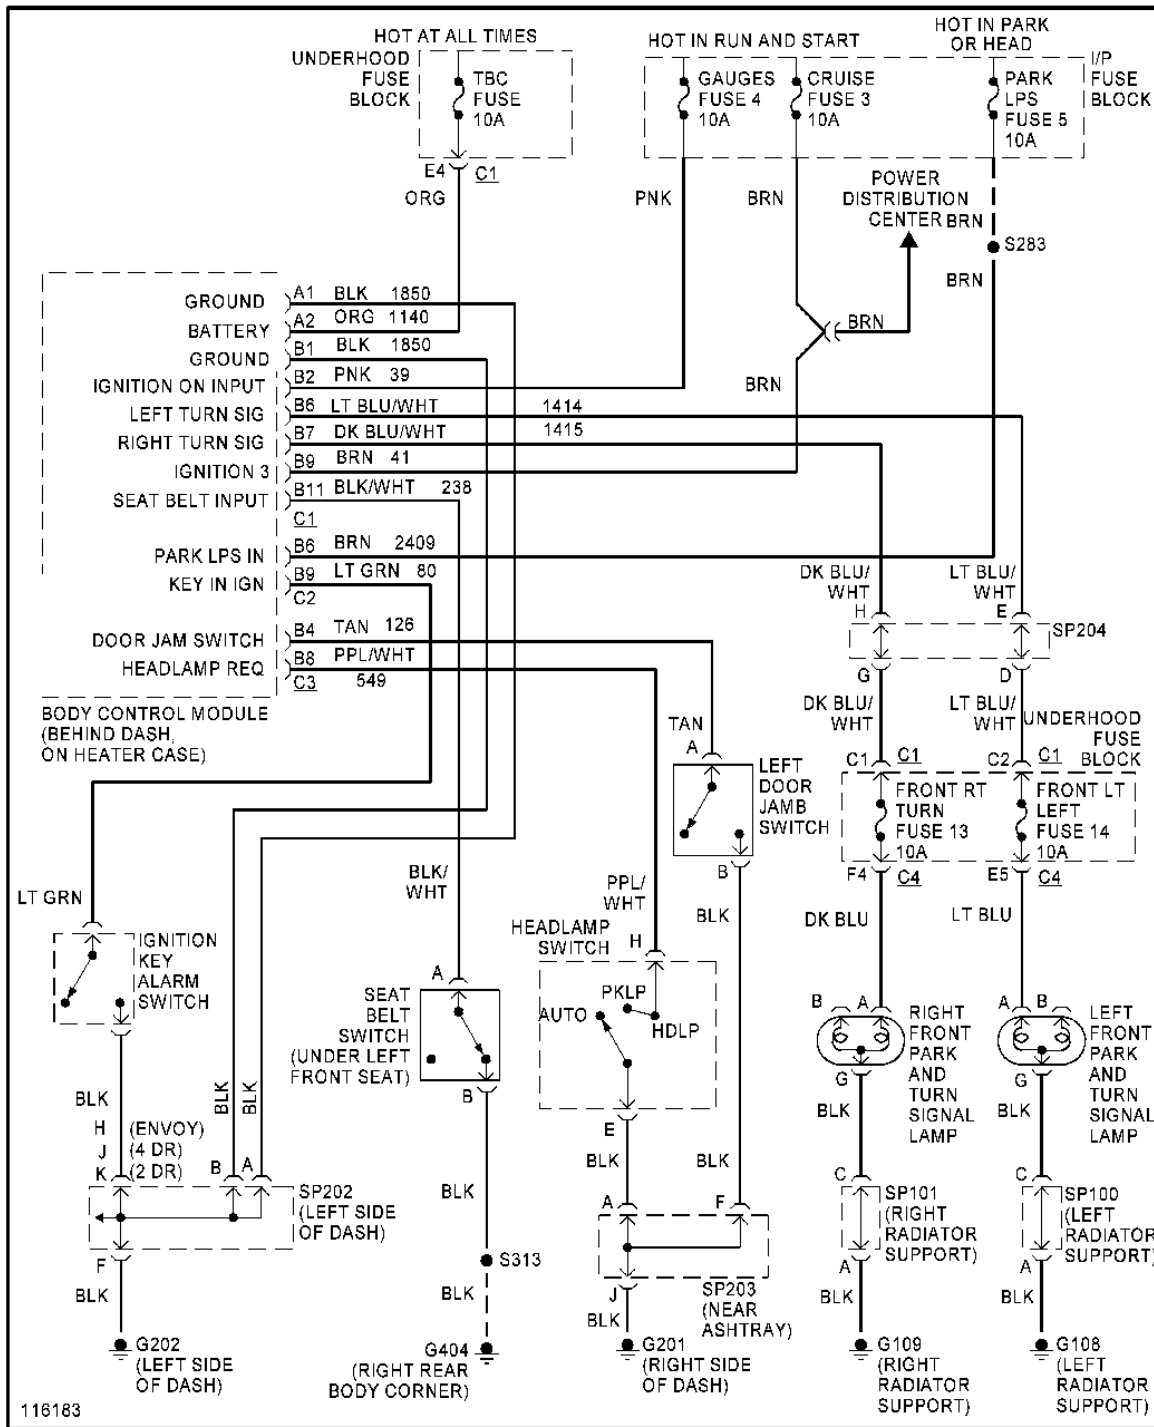 HOT AT ALL TIMES
UNDERHOOD
FUSE
BLOCK
TBC
FUSE
10A
E4
C1
ORG
HOT IN RUN AND START
HOT IN PARK
OR HEAD
GAUGES
FUSE 4
10A
CRUISE
FUSE 3
10A
PARK
LPS
FUSE 5
10A
I/P
FUSE
BLOCK
PNK
BRN
POWER
DISTRIBUTION
CENTER
BRN
S283
BRN
BRN
BRN
GROUND
A1
BLK
1850
BATTERY
A2
ORG
1140
GROUND
B1
BLK
1850
IGNITION ON INPUT
B2
PNK
39
LEFT TURN SIG
B6
LT BLU/WHT
1414
RIGHT TURN SIG
B7
DK BLU/WHT
1415
IGNITION 3
B9
BRN
41
SEAT BELT INPUT
B11
BLK/WHT
238
C1
PARK LPS IN
B6
BRN
2409
KEY IN IGN
B9
LT GRN
80
C2
DOOR JAM SWITCH
B4
TAN
126
HEADLAMP REQ
B8
PPL/WHT
C3
549
BODY CONTROL MODULE
(BEHIND DASH,
ON HEATER CASE)
DK BLU/
WHT
LT BLU/
WHT
H
E
SP204
G
D
DK BLU/
WHT
LT BLU/
WHT
UNDERHOOD
FUSE
BLOCK
C1
C1
C2
C1
FRONT RT
TURN
FUSE 13
10A
FRONT LT
LEFT
FUSE 14
10A
F4
C4
E5
C4
DK BLU
LT BLU
TAN
A
LEFT
DOOR
JAMB
SWITCH
B
BLK
LT GRN
IGNITION
KEY
ALARM
SWITCH
BLK/
WHT
PPL/
WHT
HEADLAMP
SWITCH
H
A
SEAT
BELT
SWITCH
(UNDER LEFT
FRONT SEAT)
B
AUTO
PKLP
HDLP
E
B
A
RIGHT
FRONT
PARK
AND
TURN
SIGNAL
LAMP
G
A
B
LEFT
FRONT
PARK
AND
TURN
SIGNAL
LAMP
G
BLK
BLK
BLK
BLK
BLK
H
(ENVOY)
J
(4 DR)
K
(2 DR)
B
A
SP202
(LEFT SIDE
OF DASH)
F
BLK
G202
(LEFT SIDE
OF DASH)
BLK
S313
BLK
G404
(RIGHT REAR
BODY CORNER)
BLK
BLK
A
F
SP203
(NEAR
ASHTRAY)
J
BLK
G201
(RIGHT SIDE
OF DASH)
C
SP101
(RIGHT
RADIATOR
SUPPORT)
A
BLK
G109
(RIGHT
RADIATOR
SUPPORT)
C
SP100
(LEFT
RADIATOR
SUPPORT)
A
BLK
G108
(LEFT
RADIATOR
SUPPORT)
116183